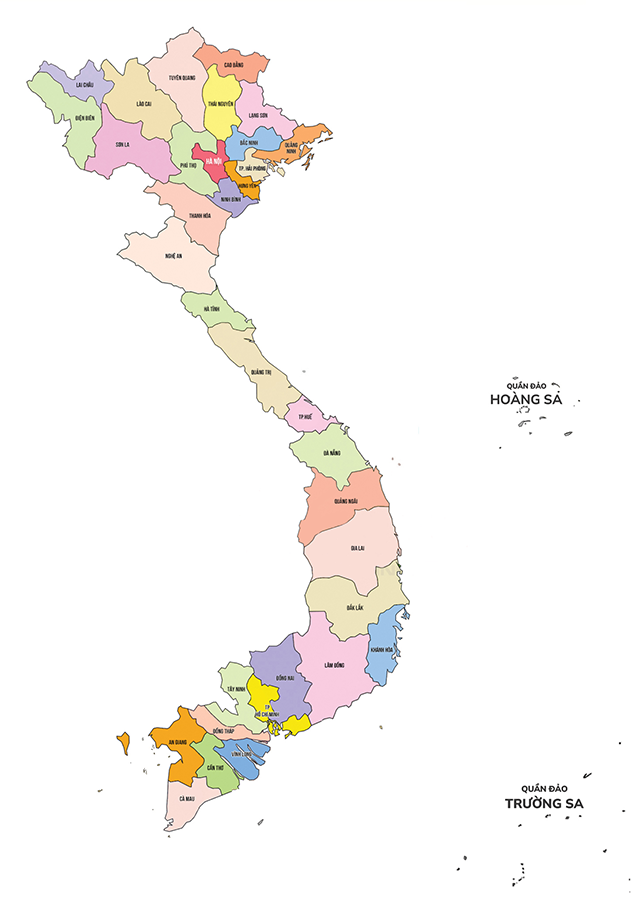 CAO BẰNG
TUYÊN QUANG
LAI CHÂU
LÀO CAI
THÁI NGUYÊN
ĐIỆN BIÊN
LẠNG SƠN
SƠN LA
BẮC NINH
QUẢNG
NINH
PHÚ THỌ
HÀ NỘI
TP. HẢI PHÒNG
HƯNG YÊN
NINH BÌNH
THANH HÓA
NGHỆ AN
HÀ TĨNH
QUẢNG TRỊ
QUẦN ĐẢO
HOÀNG SA
TP HUẾ
ĐÀ NẴNG
QUẢNG NGÃI
GIA LAI
ĐẮK LẮK
KHÁNH HÒA
LÂM ĐỒNG
ĐỒNG NAI
TÂY NINH
TP
HỒ CHÍ MINH
ĐỒNG THÁP
AN GIANG
VĨNH LONG
CẦN THƠ
CÀ MAU
QUẦN ĐẢO
TRƯỜNG SA